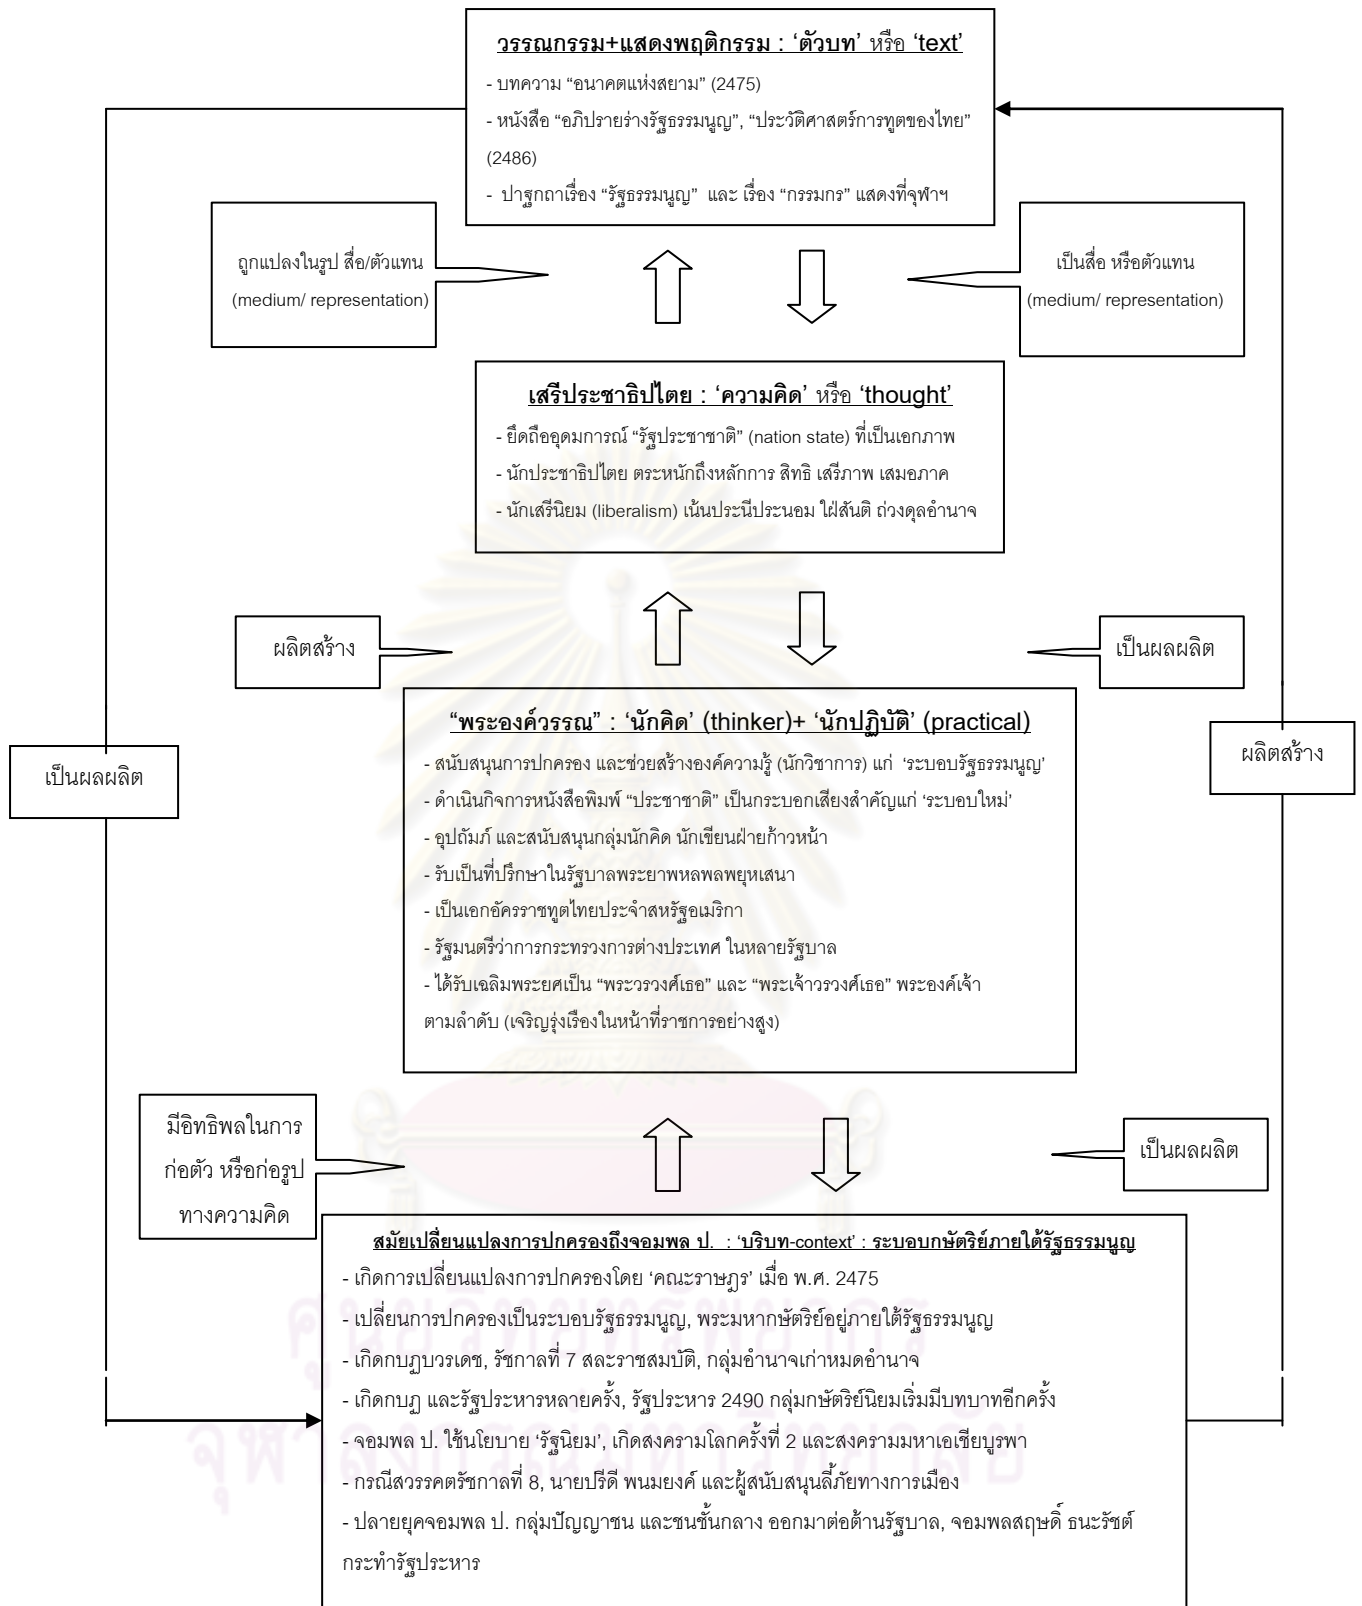 วรรณกรรม+แสดงพฤติกรรม : ‘ตัวบท’ หรือ ‘text’
- บทความ “อนาคตแห่งสยาม” (2475)
- หนังสือ “อภิปรายร่างรัฐธรรมนูญ”, “ประวัติศาสตร์การทูตของไทย”
(2486)
- ปาฐกถาเรื่อง “รัฐธรรมนูญ” และ เรื่อง “กรรมกร” แสดงที่จุฬาฯ
ถูกแปลงในรูป สื่อ/ตัวแทน
(medium/ representation)
เป็นสื่อ หรือตัวแทน
(medium/ representation)
เสรีประชาธิปไตย : ‘ความคิด’ หรือ ‘thought’
- ยึดถืออุดมการณ์ “รัฐประชาชาติ” (nation state) ที่เป็นเอกภาพ
- นักประชาธิปไตย ตระหนักถึงหลักการ สิทธิ เสรีภาพ เสมอภาค
- นักเสรีนิยม (liberalism) เน้นประนีประนอม ใฝ่สันติ ถ่วงดุลอำนาจ
ผลิตสร้าง
เป็นผลผลิต
“พระองค์วรรณ” : ‘นักคิด’ (thinker)+ ‘นักปฏิบัติ’ (practical)
- สนับสนุนการปกครอง และช่วยสร้างองค์ความรู้ (นักวิชาการ) แก่ ‘ระบอบรัฐธรรมนูญ’
- ดำเนินกิจการหนังสือพิมพ์ “ประชาชาติ” เป็นกระบอกเสียงสำคัญแก่ ‘ระบอบใหม่’
- อุปถัมภ์ และสนับสนุนกลุ่มนักคิด นักเขียนฝ่ายก้าวหน้า
- รับเป็นที่ปรึกษาในรัฐบาลพระยาพหลพลพยุหเสนา
- เป็นเอกอัครราชทูตไทยประจำสหรัฐอเมริกา
- รัฐมนตรีว่าการกระทรวงการต่างประเทศ ในหลายรัฐบาล
- ได้รับเฉลิมพระยศเป็น “พระวรวงศ์เธอ” และ “พระเจ้าวรวงศ์เธอ” พระองค์เจ้า
ตามลำดับ (เจริญรุ่งเรืองในหน้าที่ราชการอย่างสูง)
เป็นผลผลิต
ผลิตสร้าง
มีอิทธิพลในการ
ก่อตัว หรือก่อรูป
ทางความคิด
เป็นผลผลิต
สมัยเปลี่ยนแปลงการปกครองถึงจอมพล ป. : ‘บริบท-context’ : ระบอบกษัตริย์ภายใต้รัฐธรรมนูญ
- เกิดการเปลี่ยนแปลงการปกครองโดย ‘คณะราษฎร’ เมื่อ พ.ศ. 2475
- เปลี่ยนการปกครองเป็นระบอบรัฐธรรมนูญ, พระมหากษัตริย์อยู่ภายใต้รัฐธรรมนูญ
- เกิดกบฏบวรเดช, รัชกาลที่ 7 สละราชสมบัติ, กลุ่มอำนาจเก่าหมดอำนาจ
- เกิดกบฏ และรัฐประหารหลายครั้ง, รัฐประหาร 2490 กลุ่มกษัตริย์นิยมเริ่มมีบทบาทอีกครั้ง
- จอมพล ป. ใช้นโยบาย ‘รัฐนิยม’, เกิดสงครามโลกครั้งที่ 2 และสงครามมหาเอเชียบูรพา
- กรณีสวรรคตรัชกาลที่ 8, นายปรีดี พนมยงค์ และผู้สนับสนุนลี้ภัยทางการเมือง
- ปลายยุคจอมพล ป. กลุ่มปัญญาชน และชนชั้นกลาง ออกมาต่อต้านรัฐบาล, จอมพลสฤษดิ์ ธนะรัชต์
กระทำรัฐประหาร
ศูนย์วิทยทรัพยากร
จุฬาลงกรณ์มหาวิทยาลัย